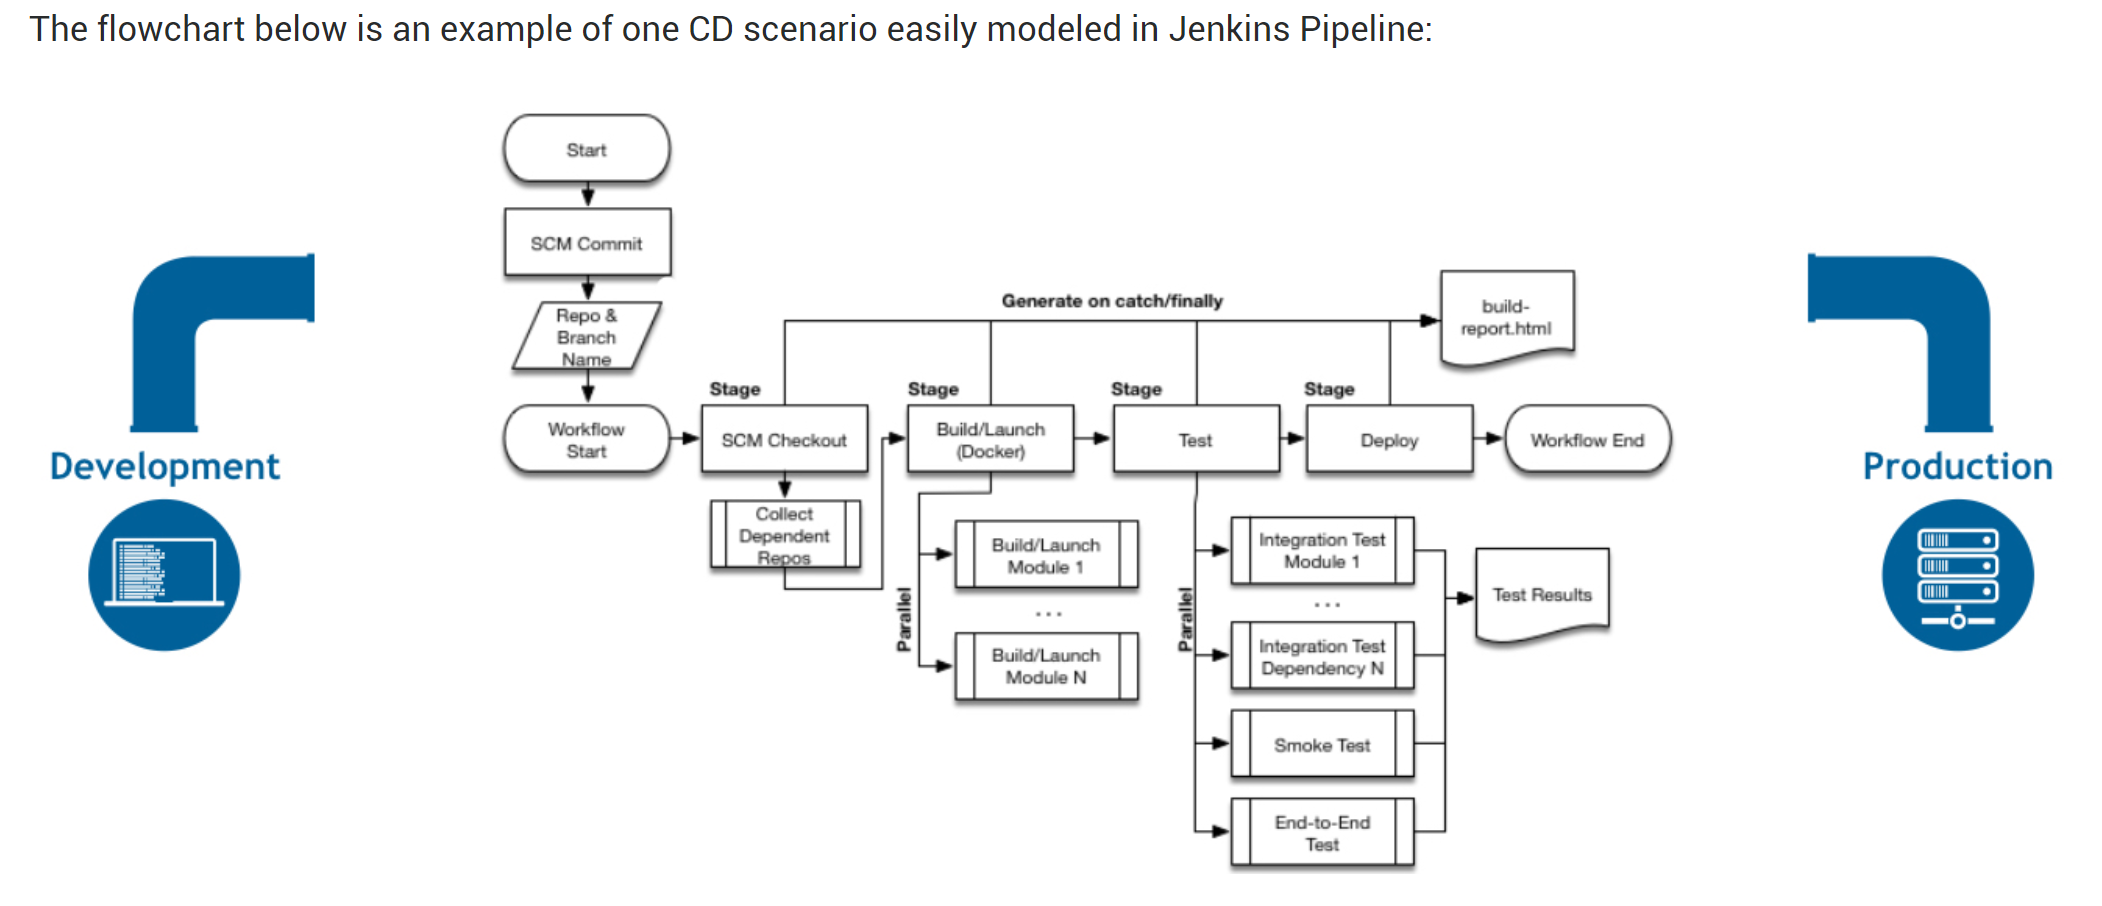 The flowchart below is an example of one CD scenario easily modeled in Jenkins Pipeline:
Start
SCM Commit
Repo &
Branch
Name
Workflow
Start
Development
Generate on catch/finally
build-
report.html
Stage
SCM Checkout
Collect
Dependent
Repos
Stage
Build/Launch
(Docker)
Parallel
Build/Launch
Module 1
...
Build/Launch
Module N
Stage
Test
Parallel
Integration Test
Module 1
...
Integration Test
Dependency N
Smoke Test
End-to-End
Test
Test Results
Stage
Deploy
Workflow End
Production